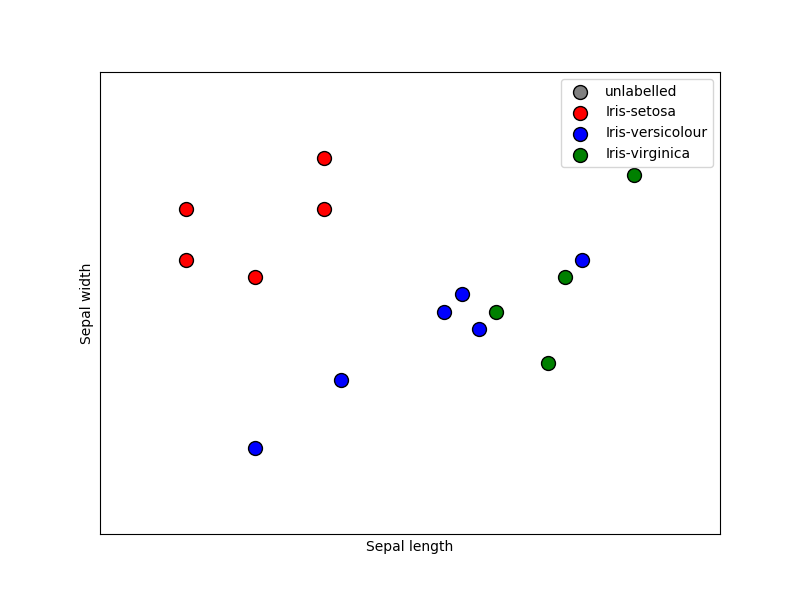 unlabelled
Iris-setosa
Iris-versicolour
Iris-virginica
Sepal width
Sepal length